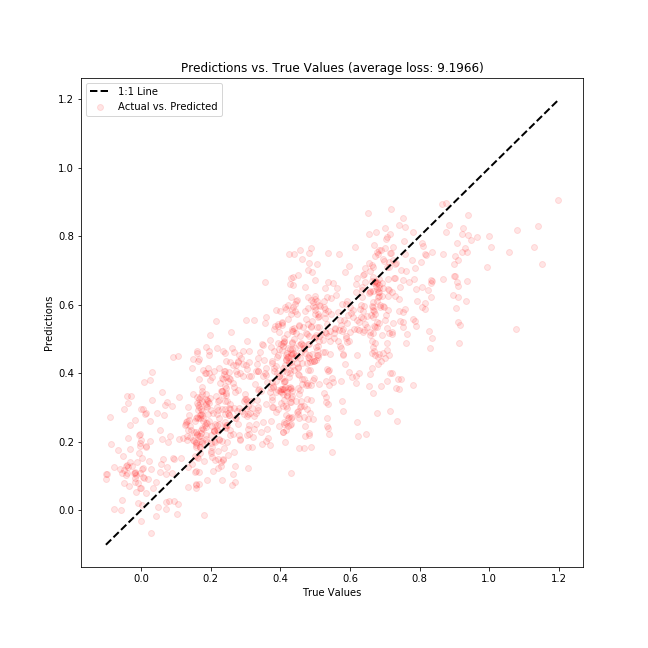 Predictions vs. True Values (average loss: 9.1966)
1:1 Line
Actual vs. Predicted
1.2
1.0
0.8
0.6
0.4
0.2
0.0
Predictions
0.0 0.2 0.4 0.6 0.8 1.0 1.2
True Values